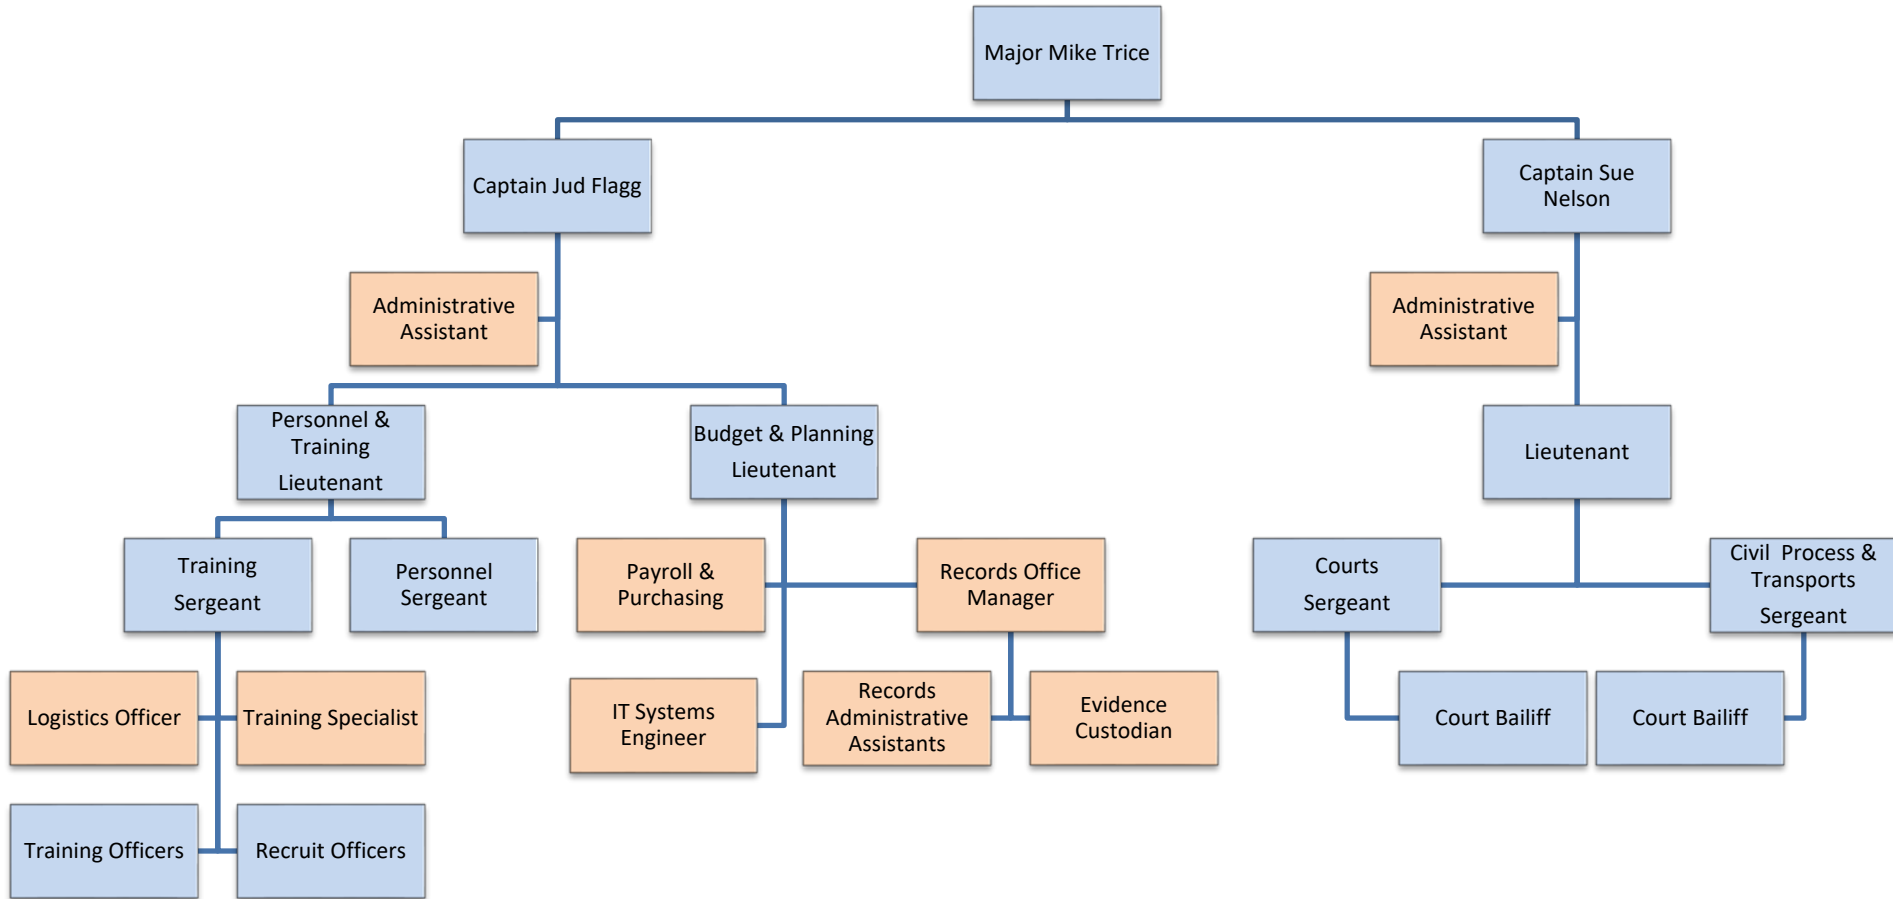 Major Mike Trice
Captain Jud Flagg
Captain Sue
Nelson
Administrative
Assistant
Administrative
Assistant
Personnel &
Training
Lieutenant
Budget & Planning
Lieutenant
Lieutenant
Training
Sergeant
Personnel
Sergeant
Payroll &
Purchasing
Records Office
Manager
Courts
Sergeant
Civil  Process &
Transports
Sergeant
Logistics Officer
Training Specialist
IT Systems
Engineer
Records
Administrative
Assistants
Evidence
Custodian
Court Bailiff
Court Bailiff
Training Officers
Recruit Officers